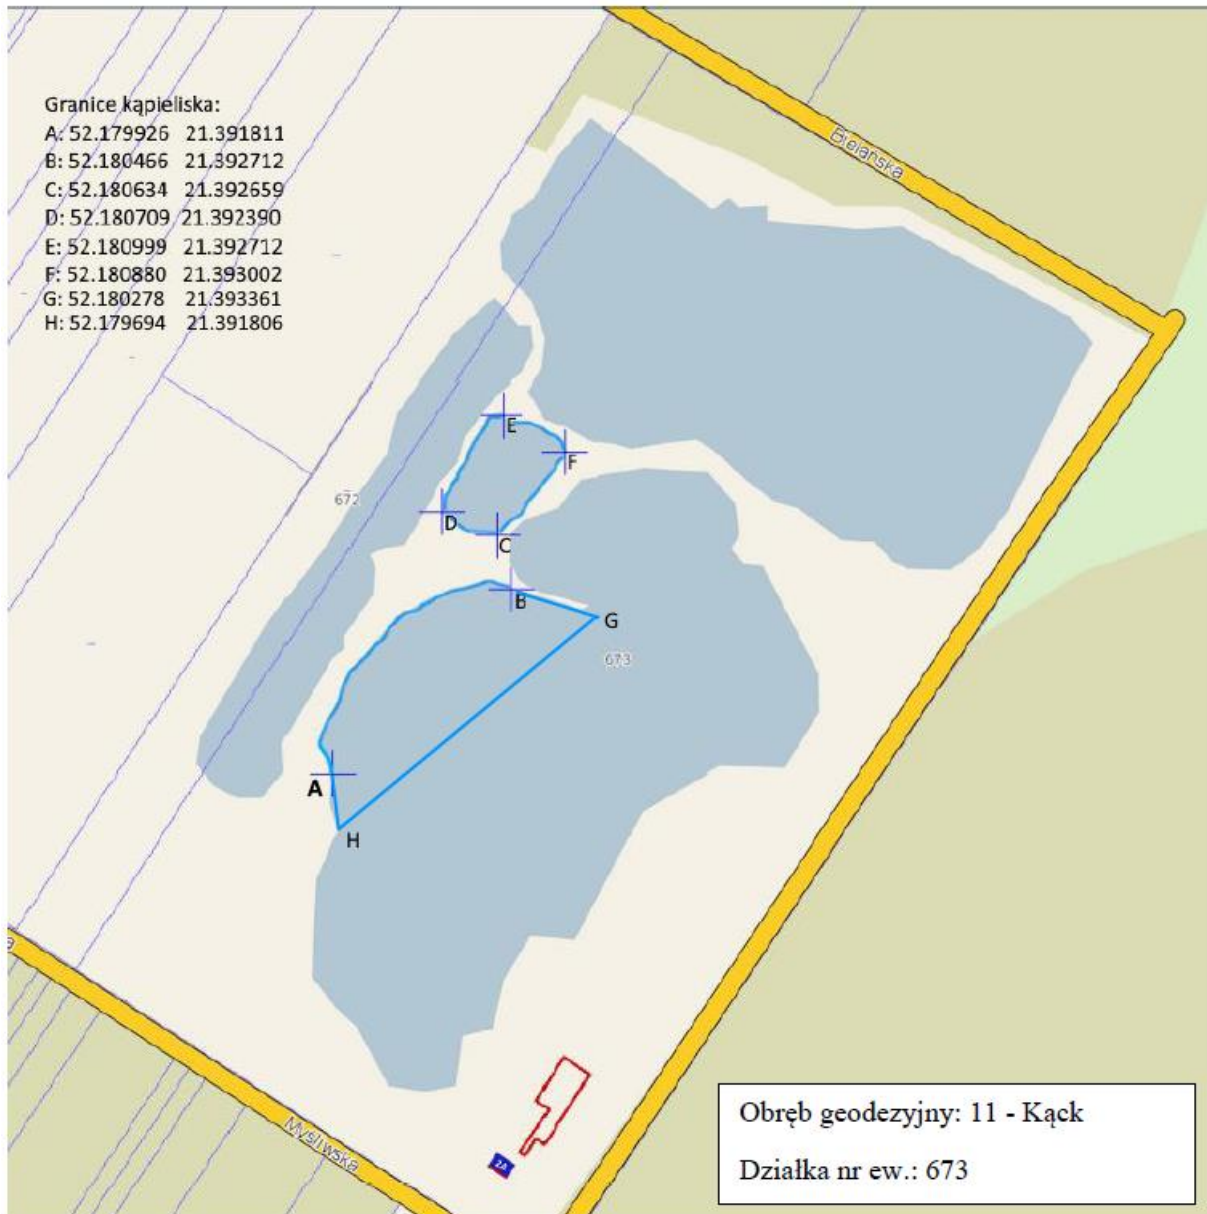 Granice kąpieliska:
A: 52.179926 21.391811
B: 52.180466 21.392712
C: 52.180634 21.392659
D: 52.180709 21.392390
E: 52.180999 21.392712
F: 52.180880 21.393002
G: 52.180278 21.393361
H: 52.179694 21.391806
Bielańska
E
F
672
D
C
B
G
673
A
H
a
Myśliwska
2A
Obręb geodezyjny: 11 - Kąck
Działka nr ew.: 673